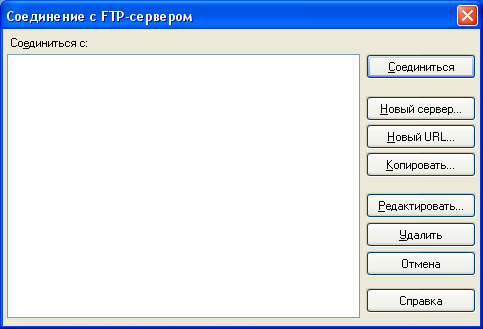 Соединение с FTP-сервером
Соединиться с:
Соединиться
Новый сервер...
Новый URL...
Копировать...
Редактировать...
Удалить
Отмена
Справка